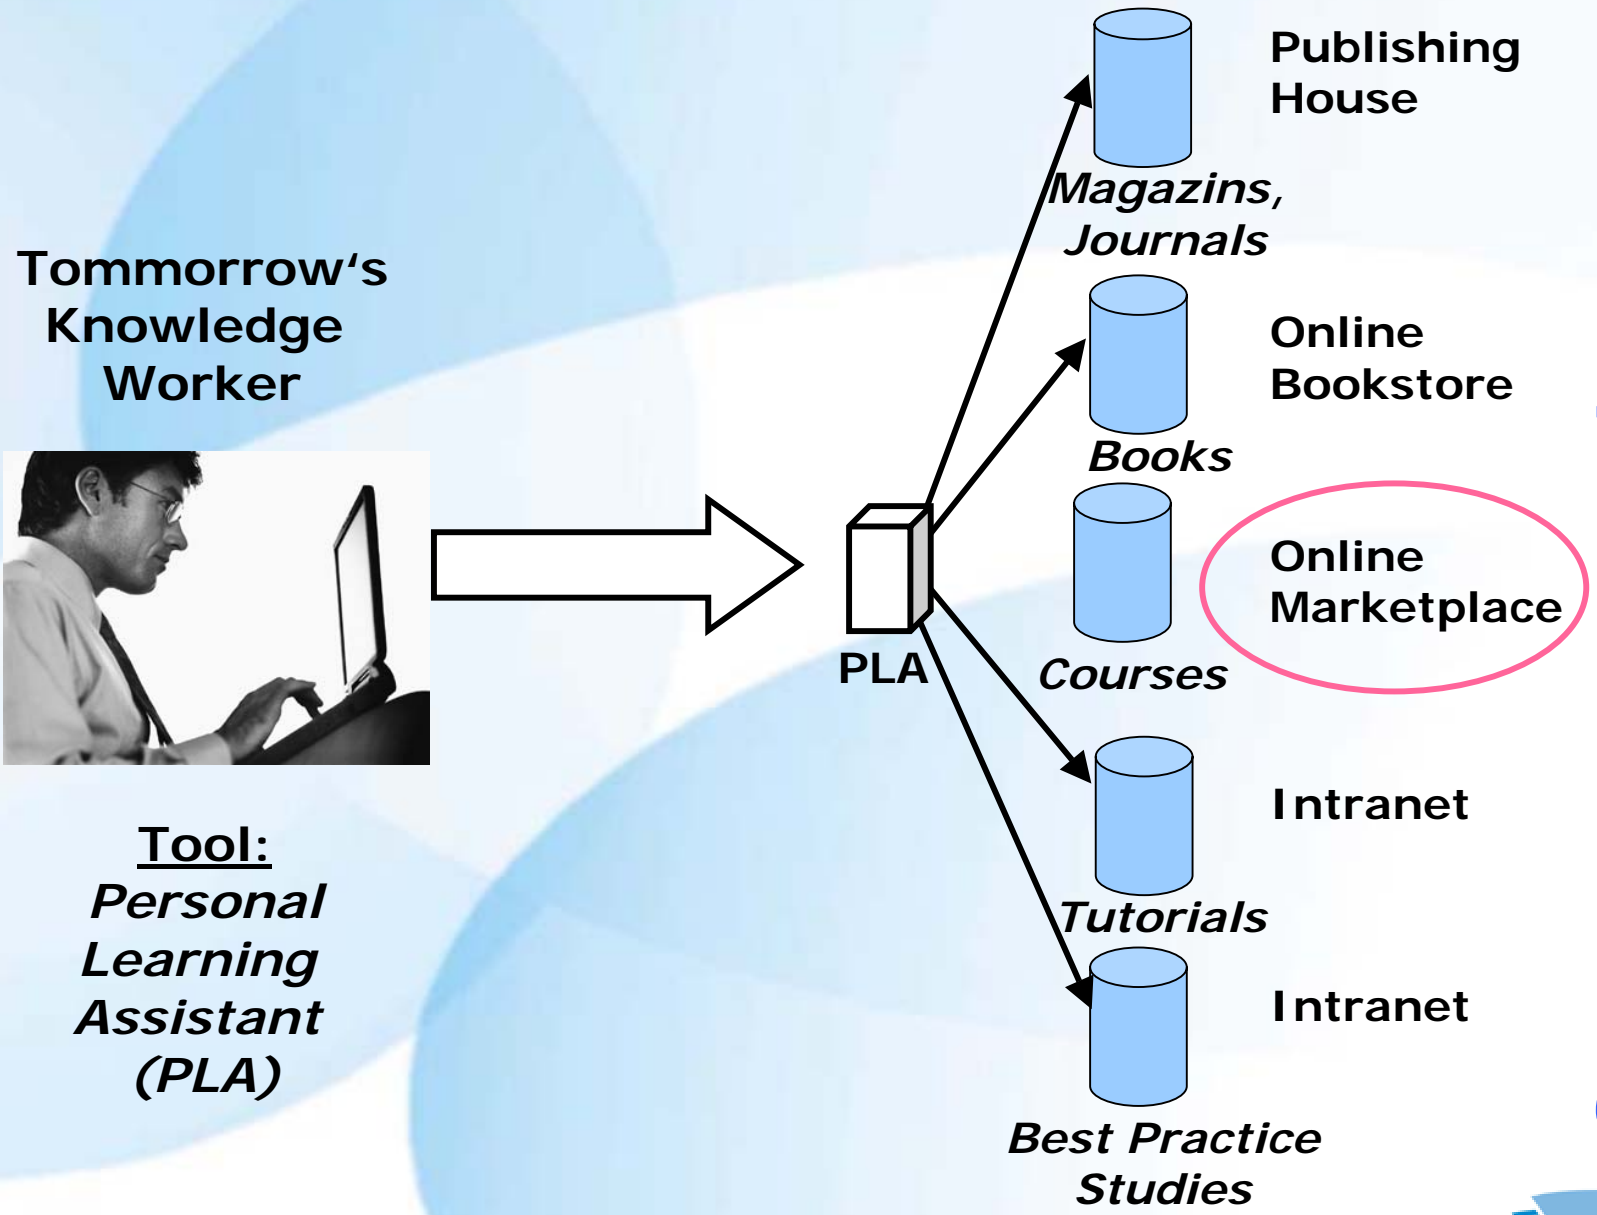 Tommorrow‘s
Knowledge
Worker
Tool:
Personal
Learning
Assistant
(PLA)
PLA
Publishing
House
Magazins,
Journals
Online
Bookstore
Books
Online
Marketplace
Courses
Intranet
Tutorials
Intranet
Best Practice
Studies